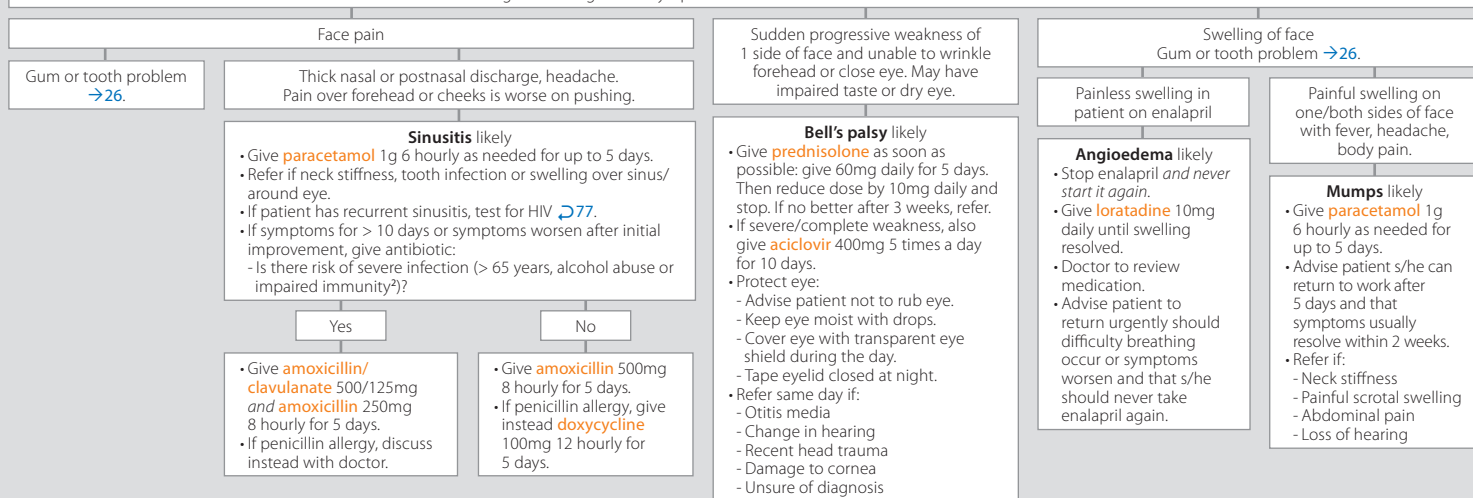 Face pain
Gum or tooth problem
→26.
Thick nasal or postnasal discharge, headache.
Pain over forehead or cheeks is worse on pushing.
Sinusitis likely
• Give paracetamol 1g 6 hourly as needed for up to 5 days.
• Refer if neck stiffness, tooth infection or swelling over sinus/
around eye.
• If patient has recurrent sinusitis, test for HIV ⮌77.
• If symptoms for > 10 days or symptoms worsen after initial
improvement, give antibiotic:
- Is there risk of severe infection (> 65 years, alcohol abuse or
impaired immunity²)?
Yes
• Give amoxicillin/
clavulanate 500/125mg
and amoxicillin 250mg
8 hourly for 5 days.
• If penicillin allergy, discuss
instead with doctor.
No
• Give amoxicillin 500mg
8 hourly for 5 days.
• If penicillin allergy, give
instead doxycycline
100mg 12 hourly for
5 days.
Sudden progressive weakness of
1 side of face and unable to wrinkle
forehead or close eye. May have
impaired taste or dry eye.
Bell's palsy likely
• Give prednisolone as soon as
possible: give 60mg daily for 5 days.
Then reduce dose by 10mg daily and
stop. If no better after 3 weeks, refer.
• If severe/complete weakness, also
give aciclovir 400mg 5 times a day
for 10 days.
• Protect eye:
- Advise patient not to rub eye.
- Keep eye moist with drops.
- Cover eye with transparent eye
shield during the day.
- Tape eyelid closed at night.
• Refer same day if:
- Otitis media
- Change in hearing
- Recent head trauma
- Damage to cornea
- Unsure of diagnosis
Swelling of face
Gum or tooth problem →26.
Painless swelling in
patient on enalapril
Angioedema likely
• Stop enalapril and never
start it again.
• Give loratadine 10mg
daily until swelling
resolved.
• Doctor to review
medication.
• Advise patient to
return urgently should
difficulty breathing
occur or symptoms
worsen and that s/he
should never take
enalapril again.
Painful swelling on
one/both sides of face
with fever, headache,
body pain.
Mumps likely
• Give paracetamol 1g
6 hourly as needed for
up to 5 days.
• Advise patient s/he can
return to work after
5 days and that
symptoms usually
resolve within 2 weeks.
• Refer if:
- Neck stiffness
- Painful scrotal swelling
- Abdominal pain
- Loss of hearing